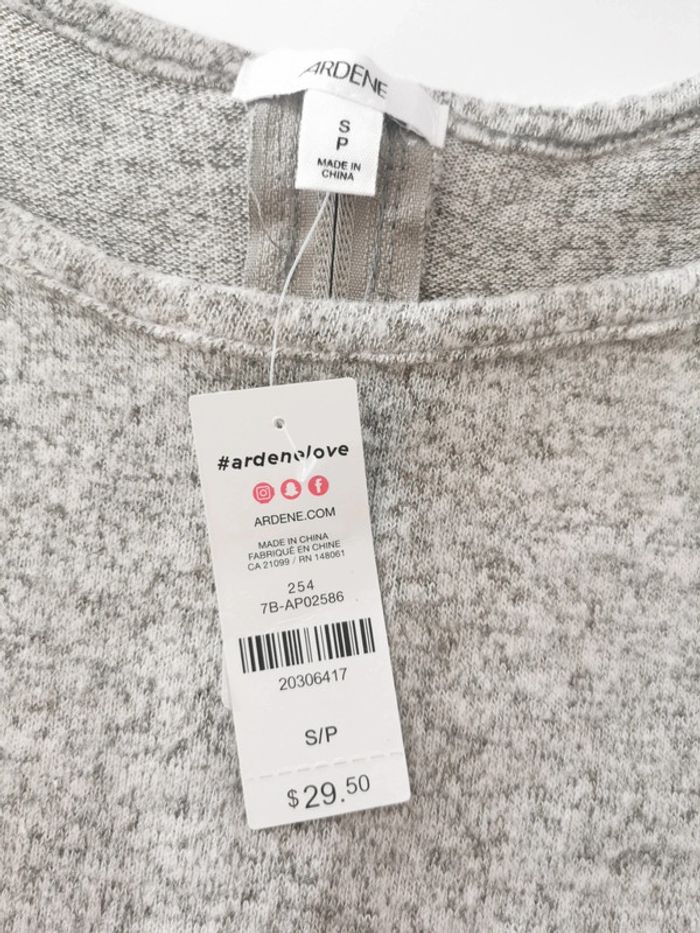 ARDENE
S
P
MADE IN
CHINA
#ardenelove
ARDENE.COM
MADE IN CHINA
FABRIQUÉ EN CHINE
CA 21099 / RN 148061
254
7B-AP02586
20306417
S/P
$29.50